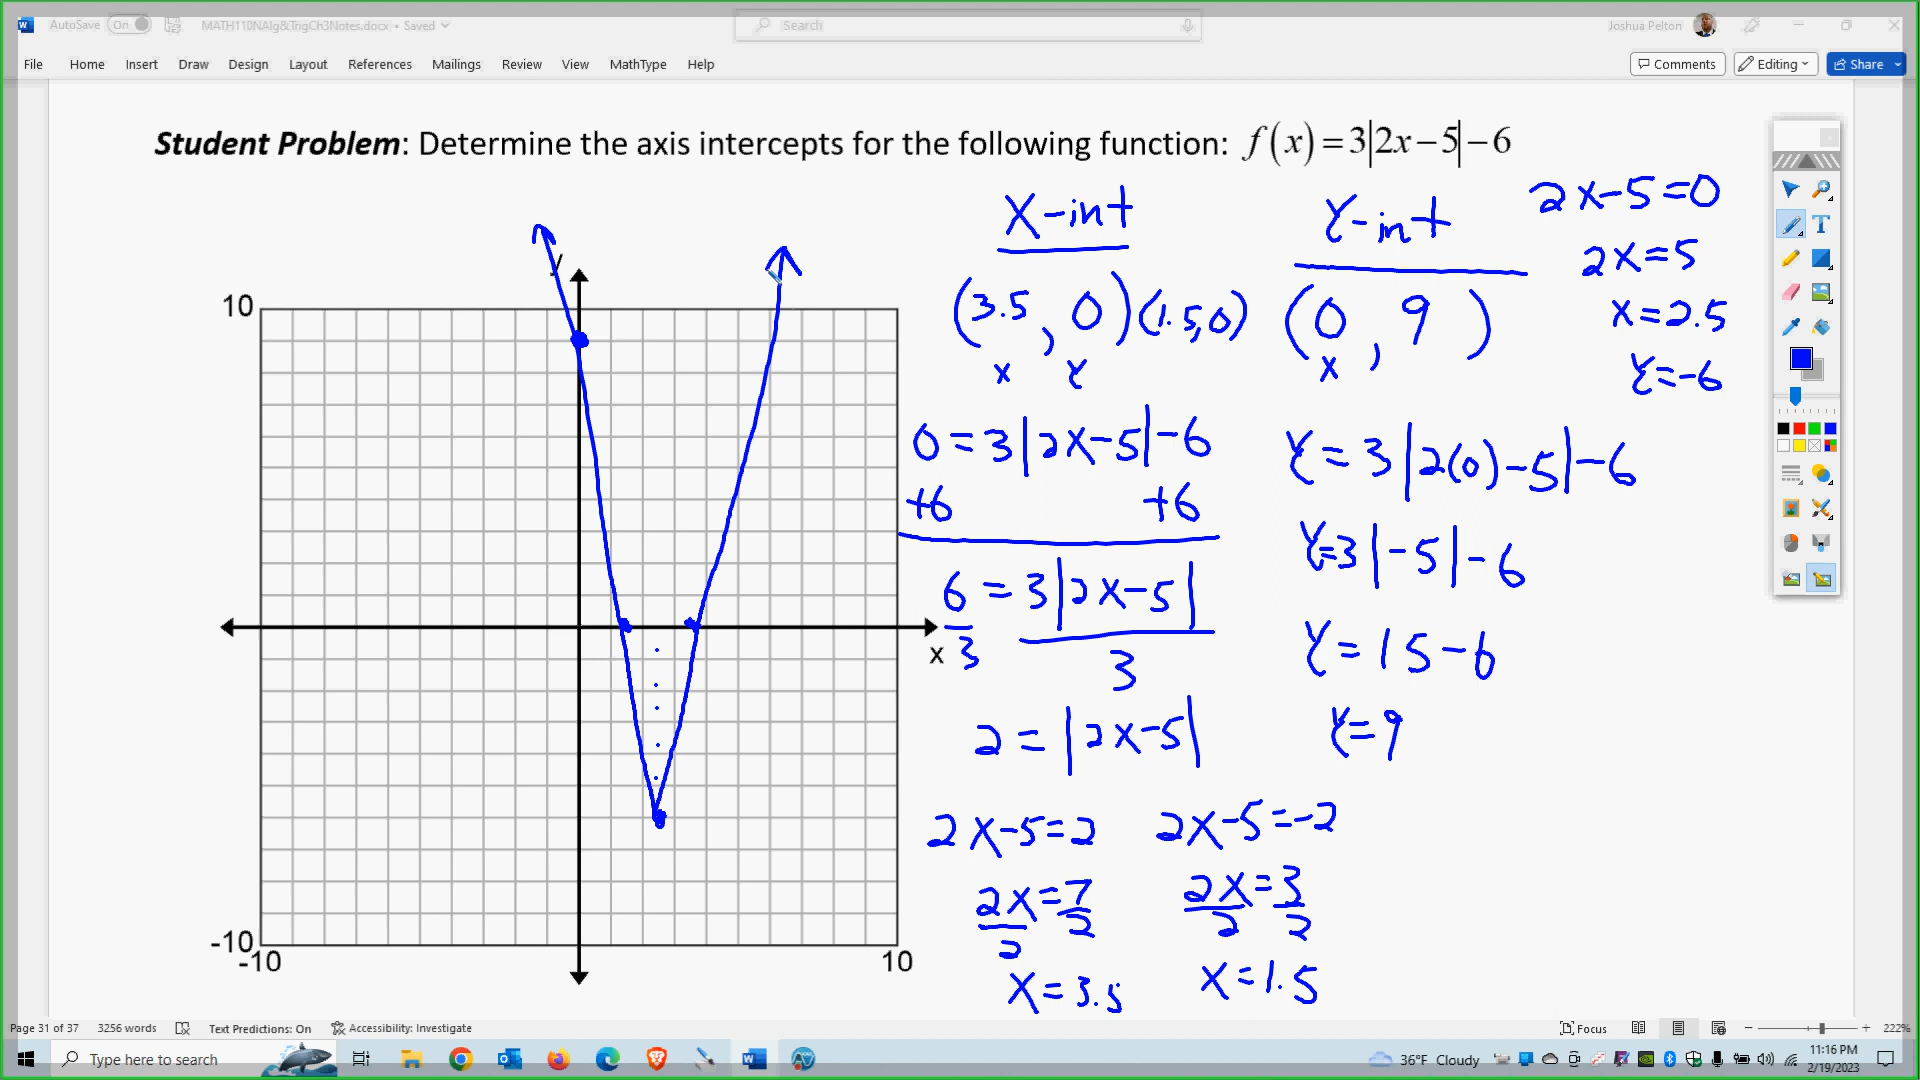 AutoSave On MATH110NAlg&TrigCh3Notes.docx • Saved Search Joshua Pelton
File Home Insert Draw Design Layout References Mailings Review View MathType Help Comments Editing Share
Student Problem: Determine the axis intercepts for the following function: f(x)=3|2x−5|−6
y
10
-10
-10
10
x
X-int
(3.5, 0) (1.5,0)
x y
0=3|2x-5|-6
+6 +6
6/3 = 3|2x-5|/3
2=|2x-5|
2x-5=2
2x/2=7/2
x=3.5
2x-5=-2
2x/2=3/2
x=1.5
Y-int
(0, 9)
x
Y=3|2(0)-5|-6
Y=3|-5|-6
Y=15-6
Y=9
2x-5=0
2x=5
x=2.5
Y=-6
T
Page 31 of 37 3256 words Text Predictions: On Accessibility: Investigate Focus 222%
Type here to search 36°F Cloudy 11:16 PM
2/19/2023